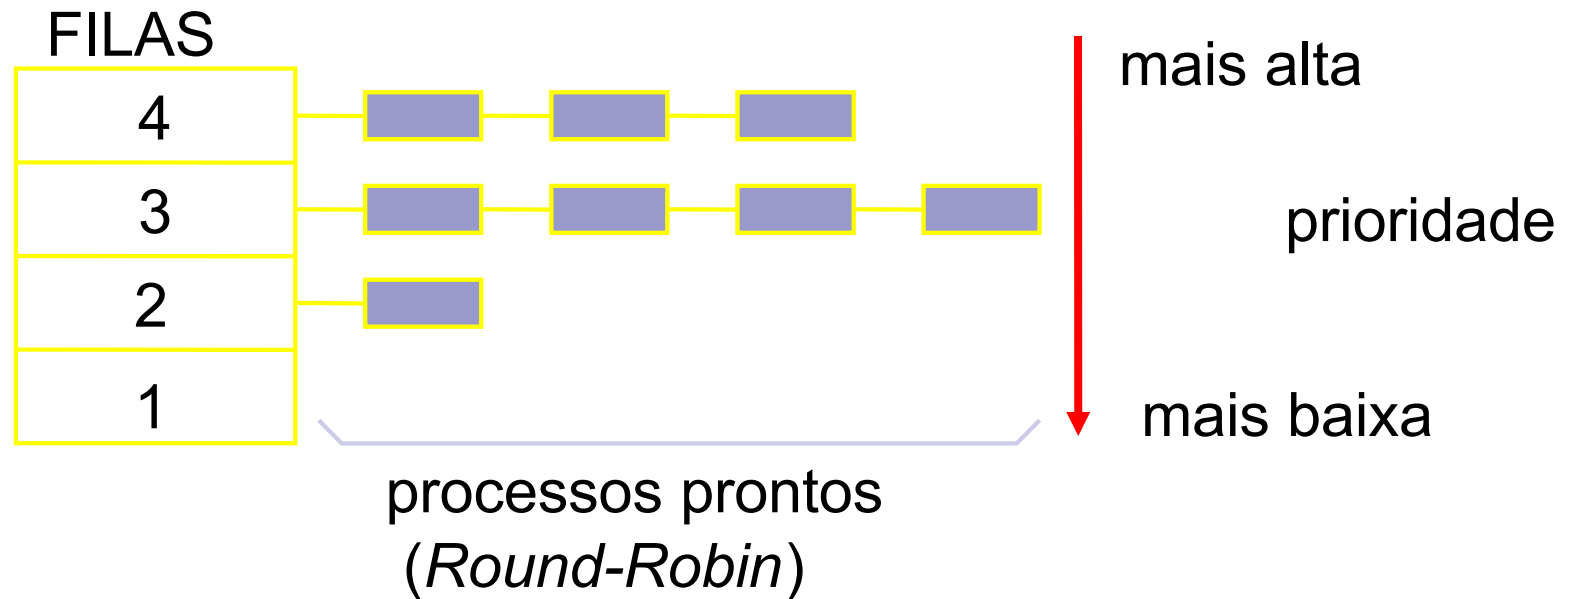 FILAS
4
3
2
1
mais alta
prioridade
mais baixa
processos prontos
(Round-Robin)